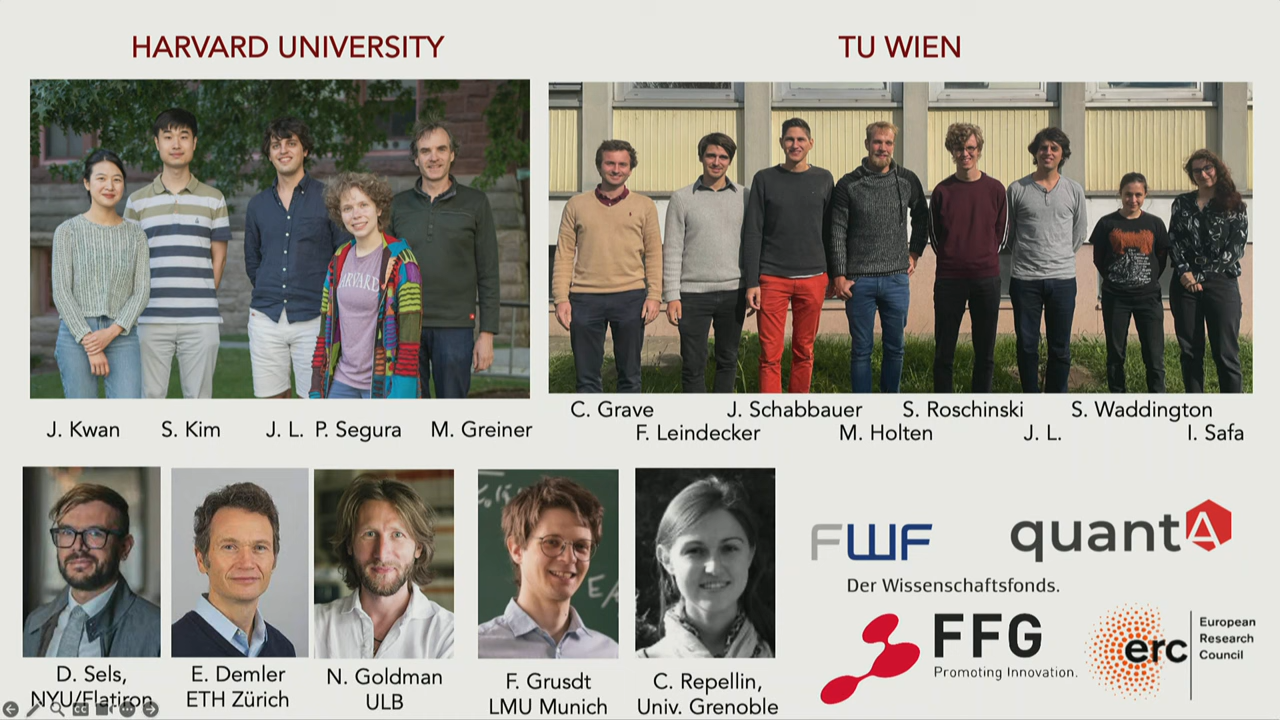 HARVARD UNIVERSITY
TU WIEN
HARVARD
J. Kwan S. Kim J. L. P. Segura M. Greiner
C. Grave J. Schabbauer S. Roschinski S. Waddington
F. Leindecker M. Holten J. L. I. Safa
D. Sels,
NYU/Flatiron
E. Demler
ETH Zürich
N. Goldman
ULB
F. Grusdt
LMU Munich
C. Repellin,
Univ. Grenoble
FWF
Der Wissenschaftsfonds.
quantA
FFG
Promoting Innovation.
erc
European
Research
Council
CC